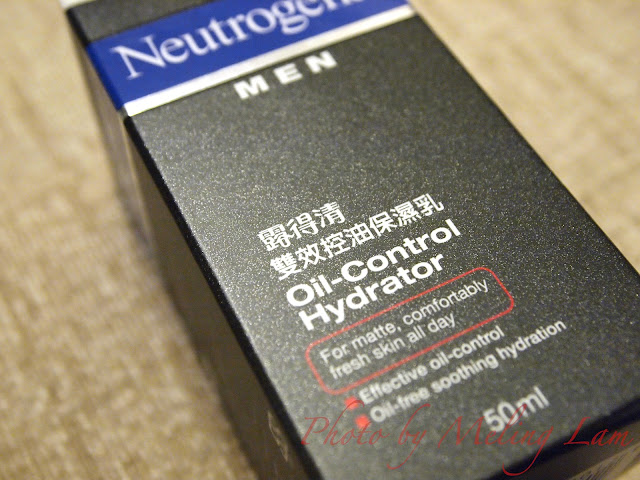 Neutrogena
MEN
露得清
雙效控油保濕乳
Oil-Control
Hydrator
For matte, comfortably
fresh skin all day
Effective oil-control
Oil-free soothing hydration
50ml
Photo by Meling Lam